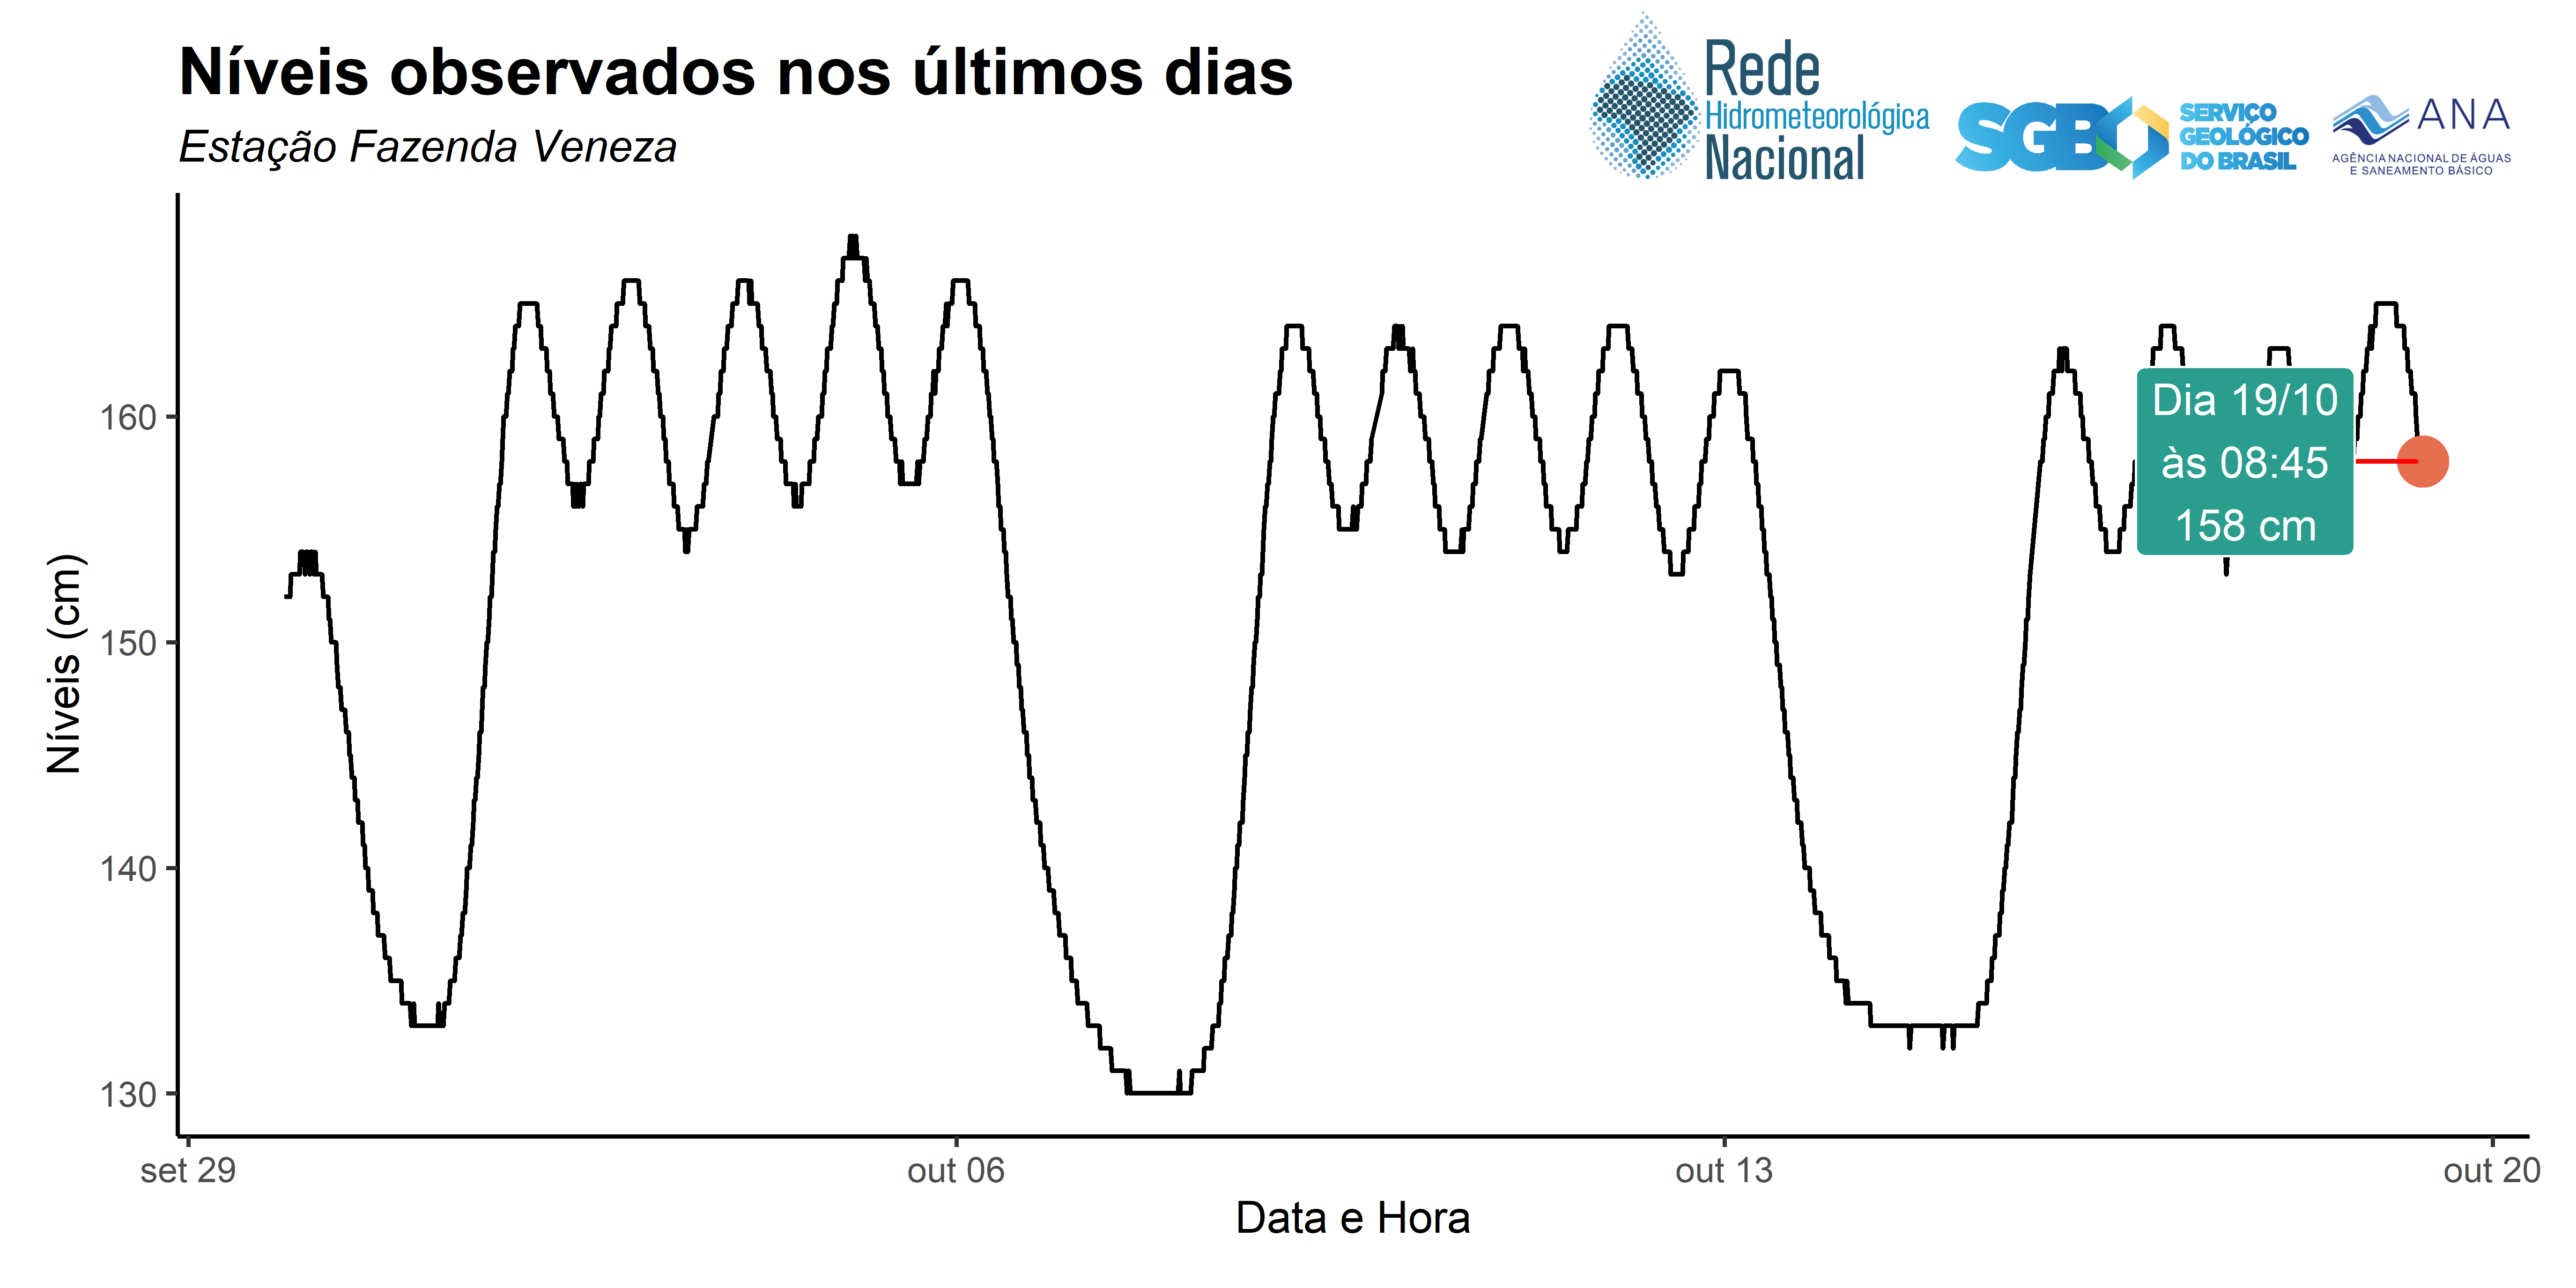 Níveis observados nos últimos dias
Estação Fazenda Veneza
Rede
Hidrometeorológica
Nacional
SGB
SERVIÇO
GEOLÓGICO
DO BRASIL
ANA
AGÊNCIA NACIONAL DE ÁGUAS
E SANEAMENTO BÁSICO
Níveis (cm)
160
150
140
130
Dia 19/10
às 08:45
158 cm
set 29
out 06
out 13
out 20
Data e Hora